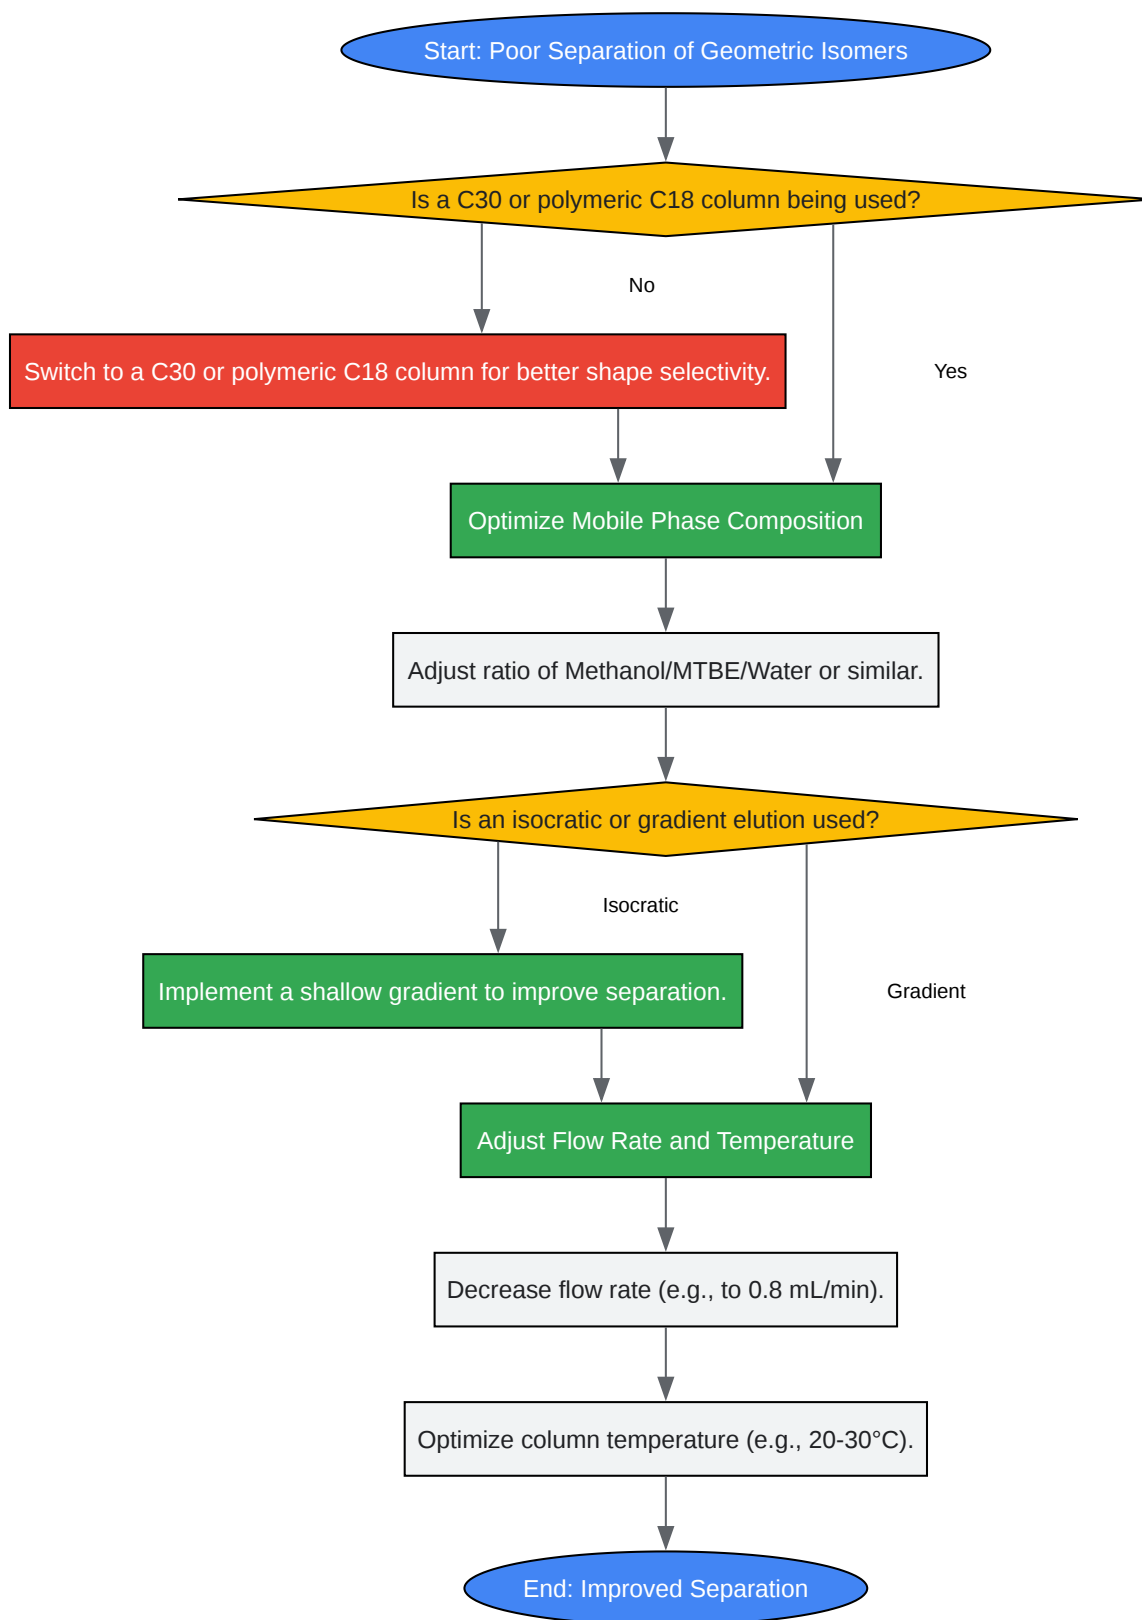 Start: Poor Separation of Geometric Isomers
Is a C30 or polymeric C18 column being used?
No
Switch to a C30 or polymeric C18 column for better shape selectivity.
Yes
Optimize Mobile Phase Composition
Adjust ratio of Methanol/MTBE/Water or similar.
Is an isocratic or gradient elution used?
Isocratic
Implement a shallow gradient to improve separation.
Gradient
Adjust Flow Rate and Temperature
Decrease flow rate (e.g., to 0.8 mL/min).
Optimize column temperature (e.g., 20-30°C).
End: Improved Separation